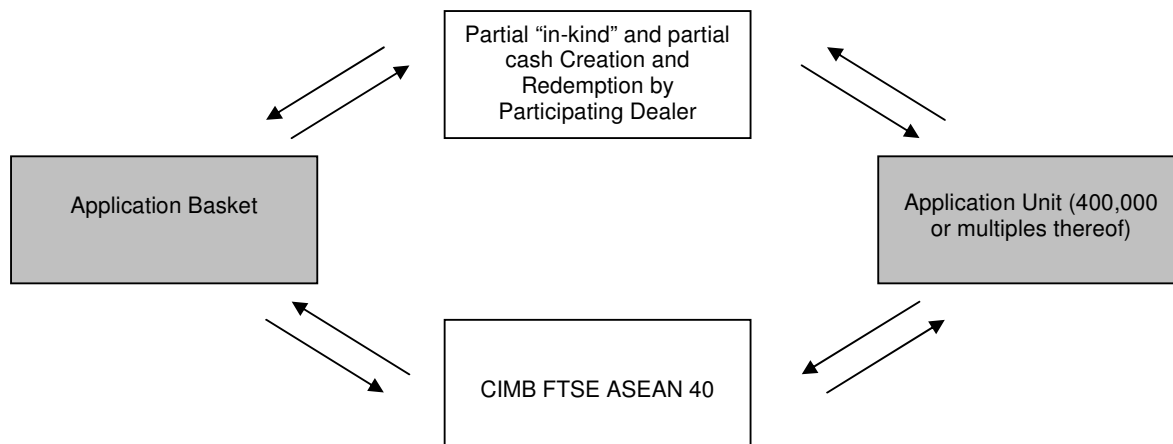 Partial “in-kind” and partial
cash Creation and
Redemption by
Participating Dealer
Application Basket
Application Unit (400,000
or multiples thereof)
CIMB FTSE ASEAN 40